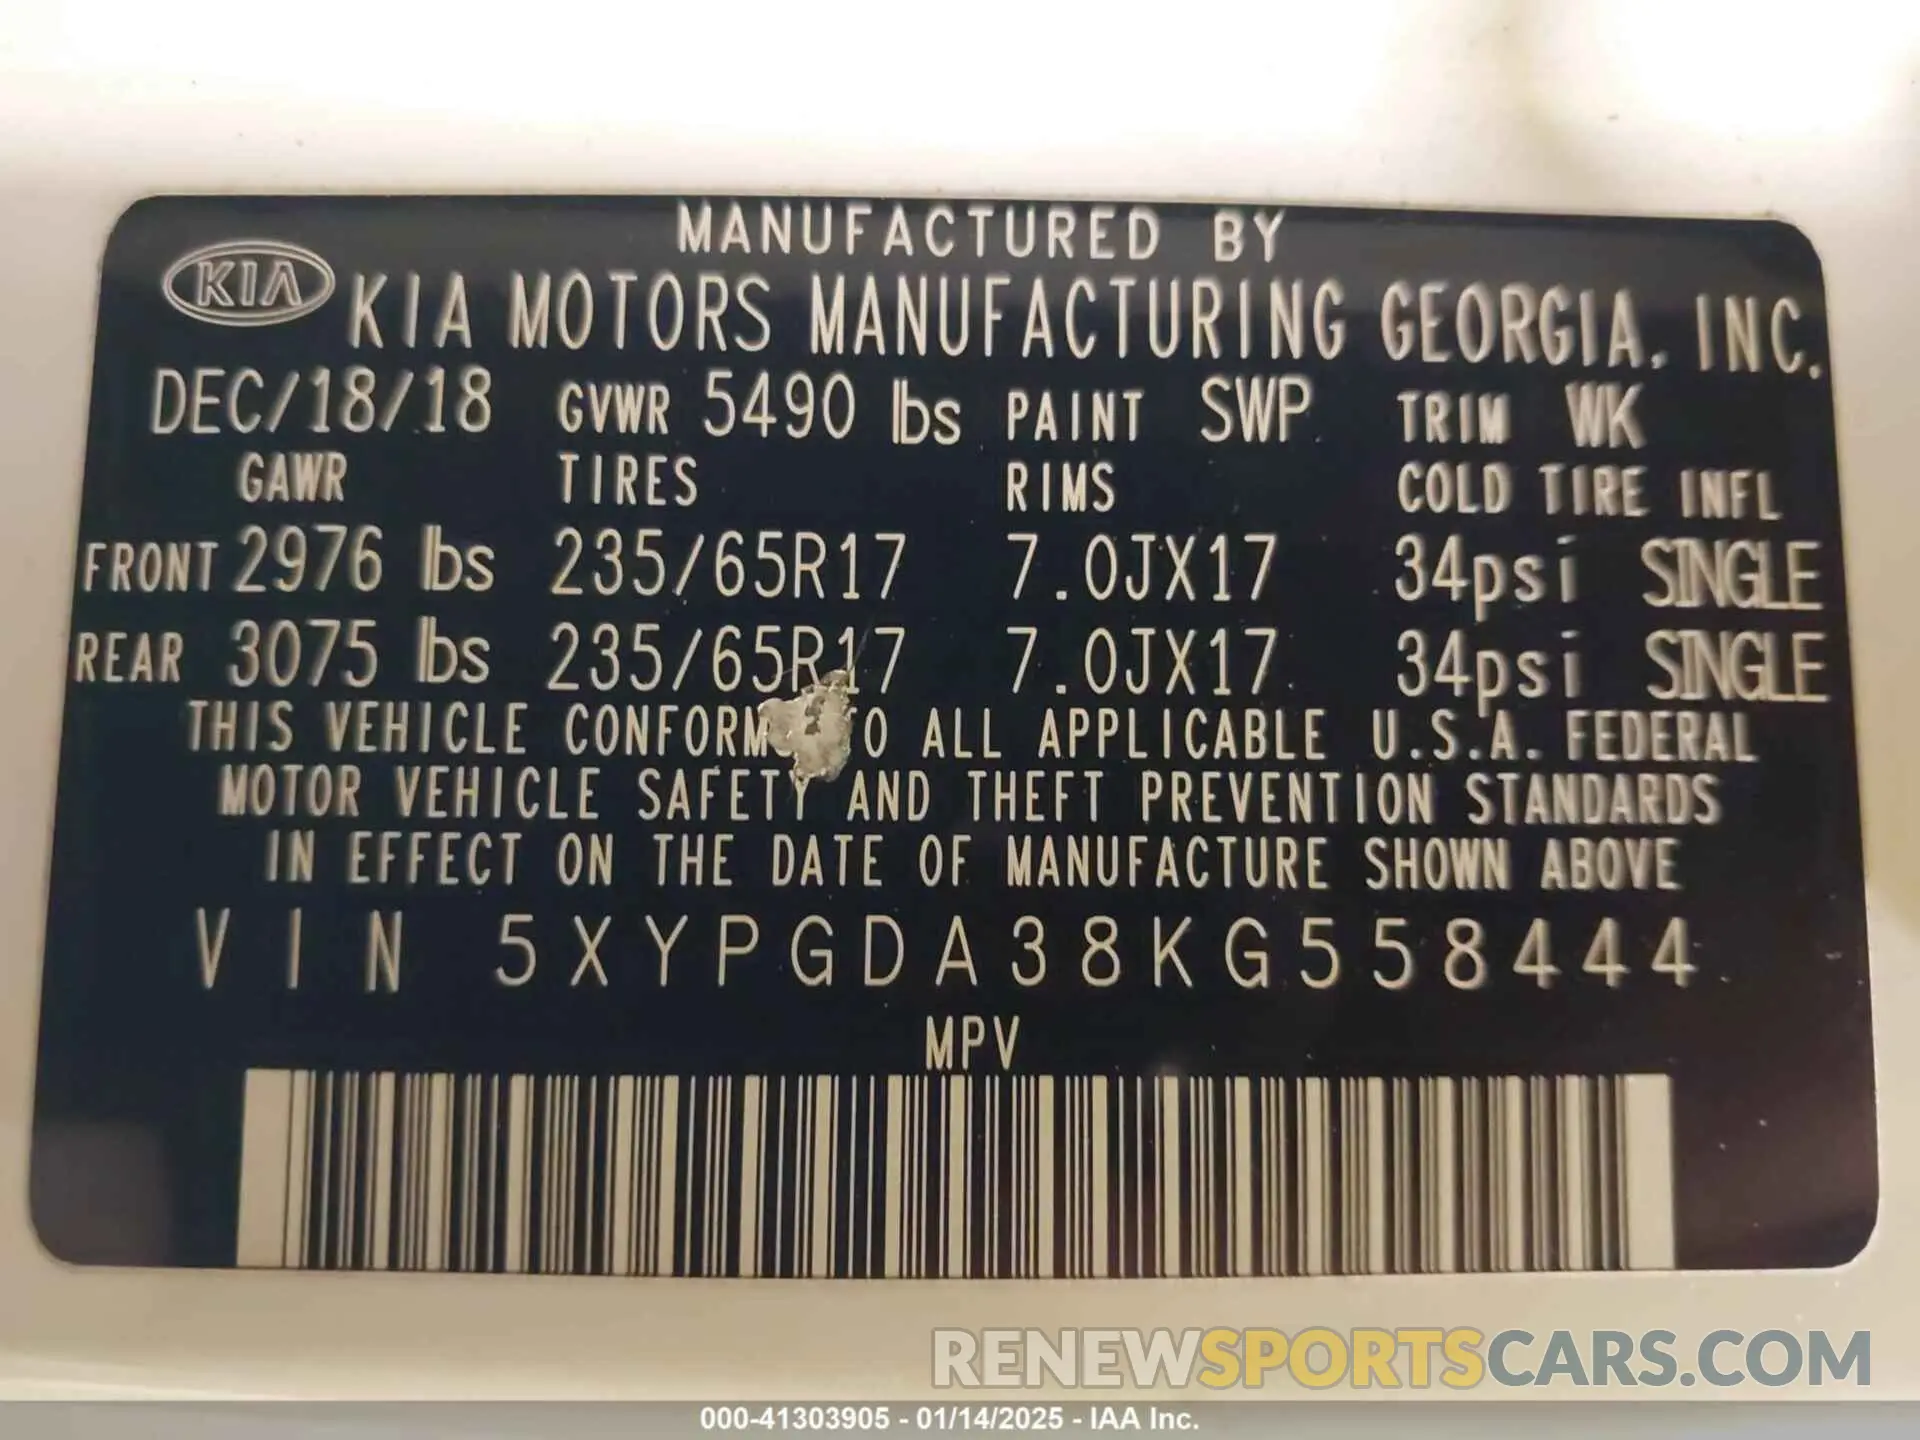 MANUFACTURED BY
KIA KIA MOTORS MANUFACTURING GEORGIA, INC.
DEC/18/18 GVWR 5490 lbs PAINT SWP TRIM WK
GAWR TIRES RIMS COLD TIRE INFL
FRONT 2976 lbs 235/65R17 7.0JX17 34psi SINGLE
REAR 3075 lbs 235/65R17 7.0JX17 34psi SINGLE
THIS VEHICLE ALL APPLICABLE U.S.A. FEDERAL
MOTOR VEHICLE SAFETY AND THEFT PREVENTION STANDARDS
IN EFFECT ON THE DATE OF MANUFACTURE SHOWN ABOVE
VIN 5XYPGDA38KG558444
MPV
RENEWSPORTSCARS.COM
000-41303905 - 01/14/2025 - IAA Inc.